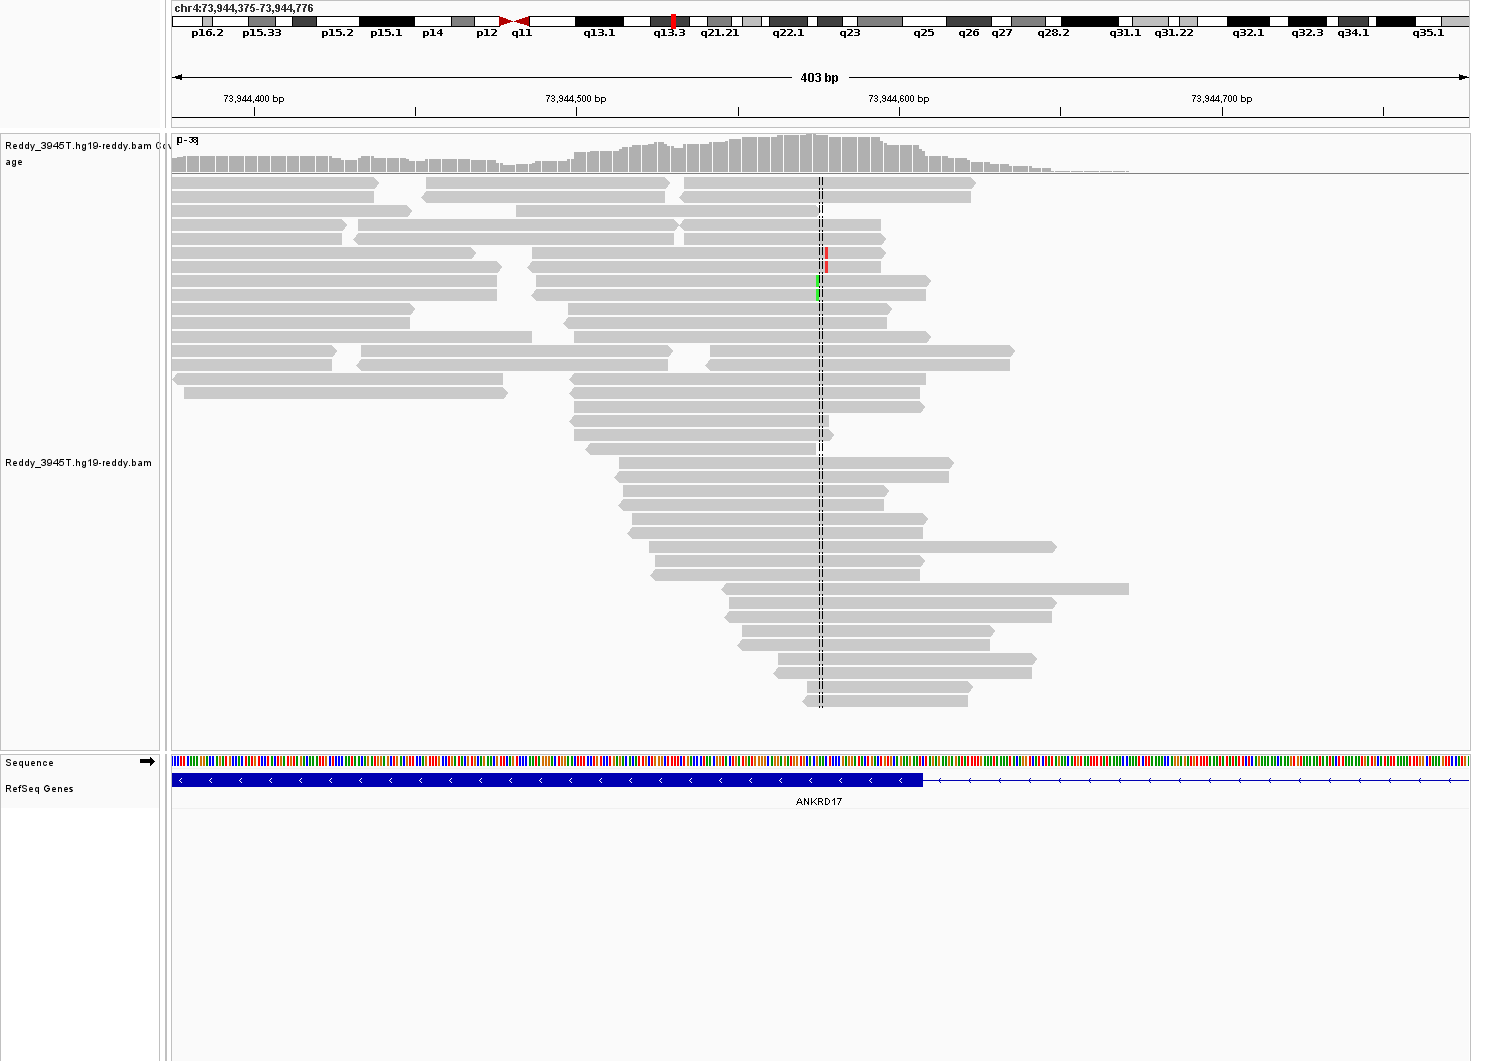 chr4:73,944,375-73,944,776
p16.2 p15.33 p15.2 p15.1 p14 p12 q11 q13.1 q13.3 q21.21 q22.1 q23 q25 q26 q27 q28.2 q31.1 q31.22 q32.1 q32.3 q34.1 q35.1
403 bp
73,944,400 bp 73,944,500 bp 73,944,600 bp 73,944,700 bp
[0-38]
Reddy_3945T.hg19-reddy.bam Cov
age
Reddy_3945T.hg19-reddy.bam
Sequence
RefSeq Genes
ANKRD17